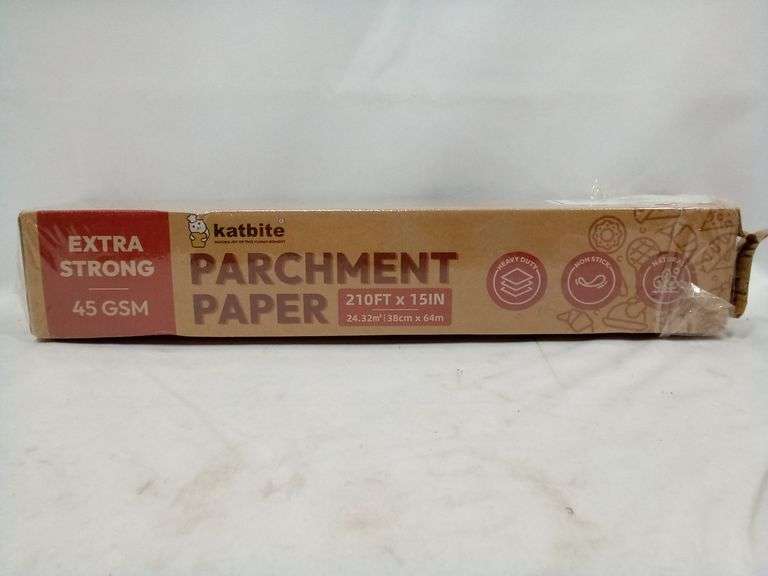 EXTRA
STRONG
45 GSM
katbite®
PARCHMENT
PAPER
210FT x 15IN
24.32m² | 38cm x 64m
HEAVY DUTY
NON STICK